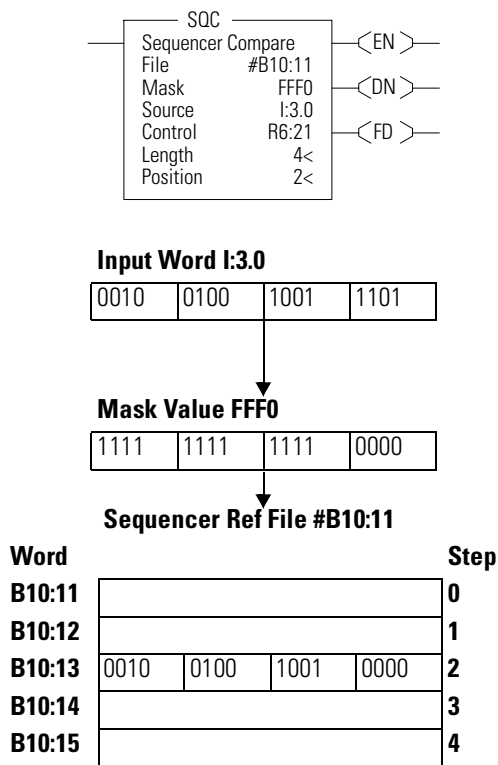 SQC
Sequencer Compare
File #B10:11
Mask FFF0
Source I:3.0
Control R6:21
Length 4<
Position 2<
EN
DN
FD
Input Word I:3.0
0010 0100 1001 1101
Mask Value FFF0
1111 1111 1111 0000
Sequencer Ref File #B10:11
Word Step
B10:11 0
B10:12 1
B10:13 0010 0100 1001 0000 2
B10:14 3
B10:15 4